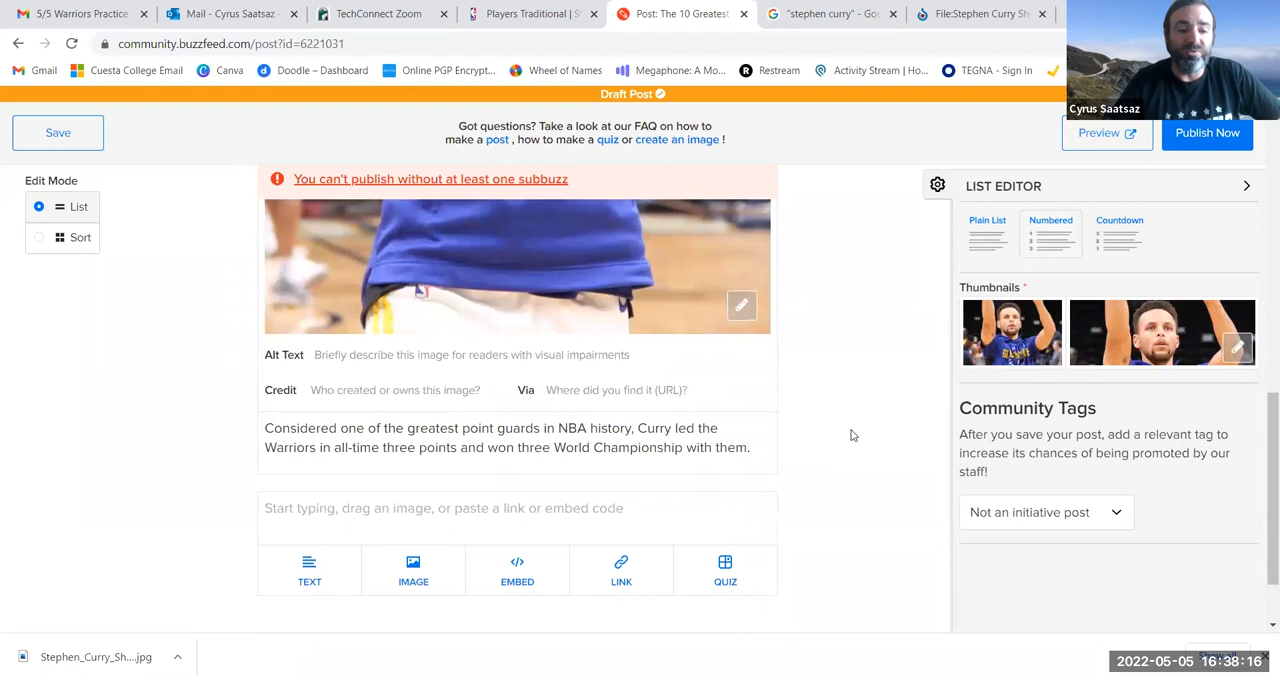 5/5 Warriors Practice
Mail - Cyrus Saatsaz -
TechConnect Zoom
Players Traditional | S
Post: The 10 Greatest
"stephen curry" - Goo
File:Stephen Curry Sh
community.buzzfeed.com/post?id=6221031
Gmail
Cuesta College Email
Canva
Doodle – Dashboard
Online PGP Encrypt...
Wheel of Names
Megaphone: A Mo...
Restream
Activity Stream | Ho...
TEGNA - Sign In
Cyrus Saatsaz
Draft Post
Save
Got questions? Take a look at our FAQ on how to
make a post , how to make a quiz or create an image !
Preview
Publish Now
Edit Mode
List
Sort
You can't publish without at least one subbuzz
Alt Text Briefly describe this image for readers with visual impairments
Credit Who created or owns this image? Via Where did you find it (URL)?
Considered one of the greatest point guards in NBA history, Curry led the
Warriors in all-time three points and won three World Championship with them.
Start typing, drag an image, or paste a link or embed code
TEXT
IMAGE
EMBED
LINK
QUIZ
LIST EDITOR
Plain List
Numbered
Countdown
Thumbnails *
Community Tags
After you save your post, add a relevant tag to
increase its chances of being promoted by our
staff!
Not an initiative post
Stephen_Curry_Sh....jpg
2022-05-05 16:38:16